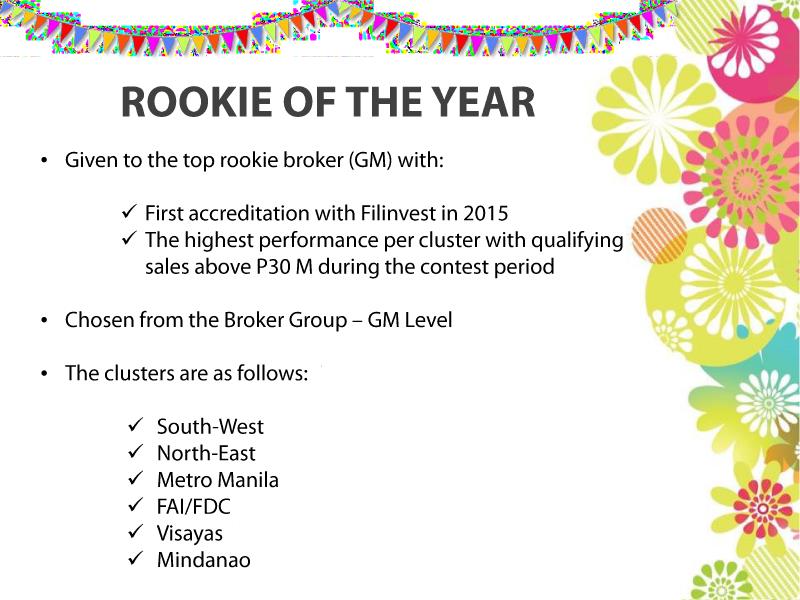 ROOKIE OF THE YEAR
• Given to the top rookie broker (GM) with:
✓ First accreditation with Filinvest in 2015
✓ The highest performance per cluster with qualifying
sales above P30 M during the contest period
• Chosen from the Broker Group – GM Level
• The clusters are as follows:
✓ South-West
✓ North-East
✓ Metro Manila
✓ FAI/FDC
✓ Visayas
✓ Mindanao